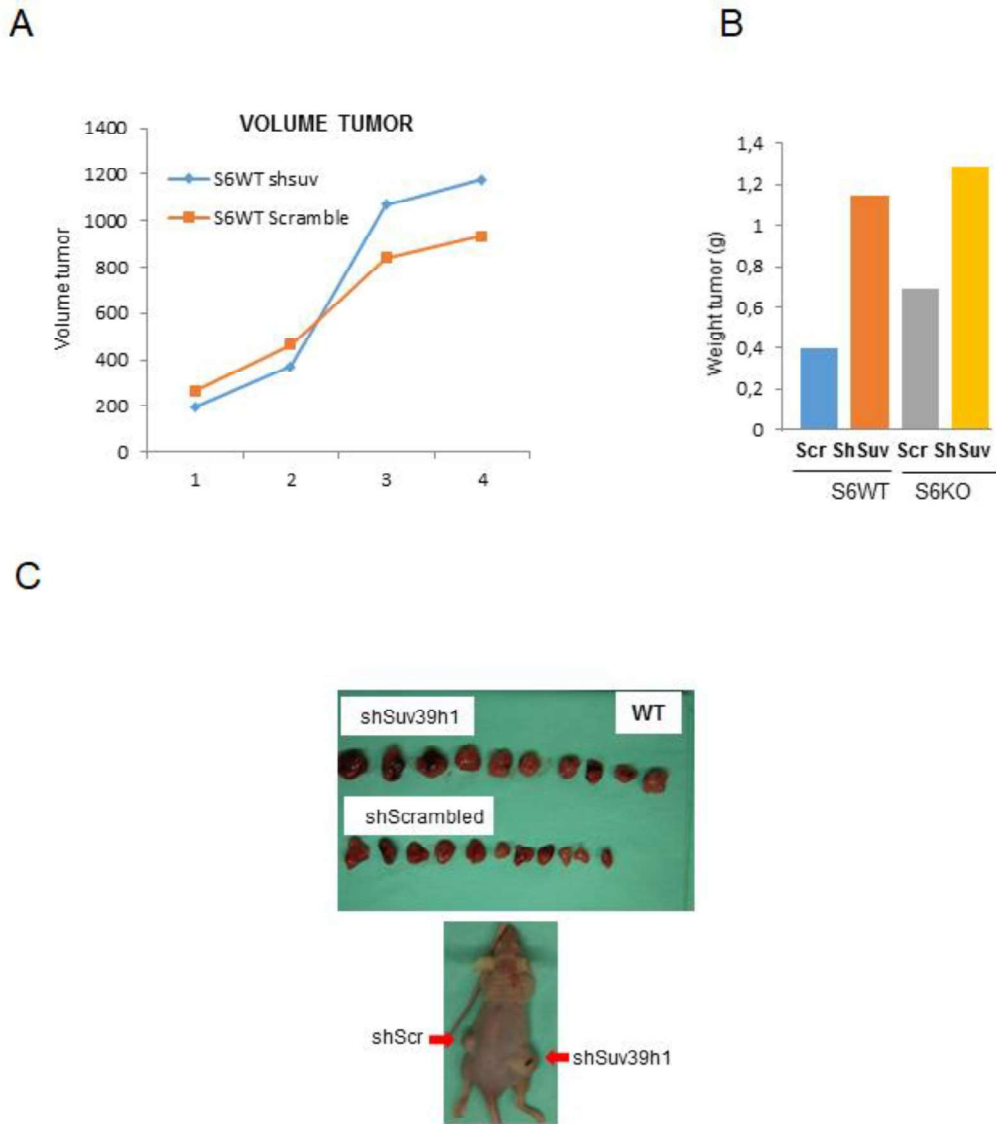 A
VOLUME TUMOR
1400
1200
1000
800
600
400
200
0
Volume tumor
S6WT shsuv
S6WT Scramble
1 2 3 4
B
1,4
1,2
1
0,8
0,6
0,4
0,2
0
Weight tumor (g)
Scr ShSuv Scr ShSuv
S6WT S6KO
C
shSuv39h1
WT
shScrambled
shScr
shSuv39h1